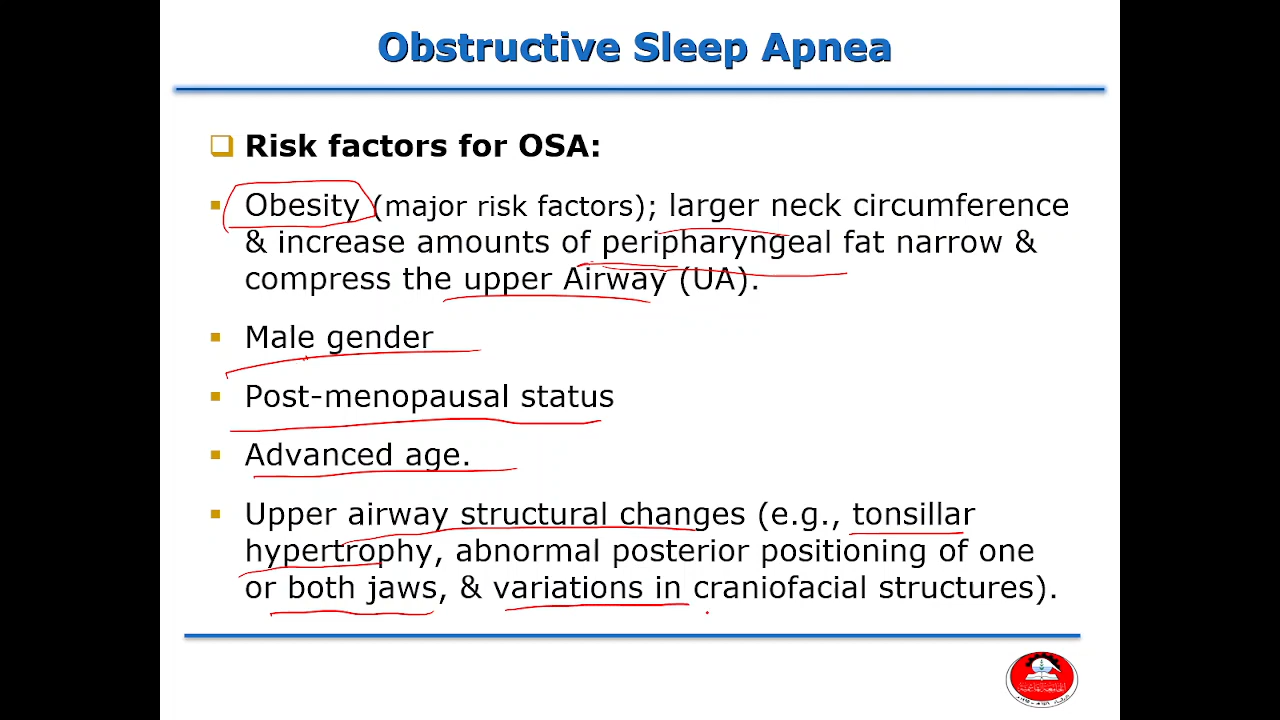 Obstructive Sleep Apnea
❑ Risk factors for OSA:
▪ Obesity (major risk factors); larger neck circumference
& increase amounts of peripharyngeal fat narrow &
compress the upper Airway (UA).
▪ Male gender
▪ Post-menopausal status
▪ Advanced age.
▪ Upper airway structural changes (e.g., tonsillar
hypertrophy, abnormal posterior positioning of one
or both jaws, & variations in craniofacial structures).